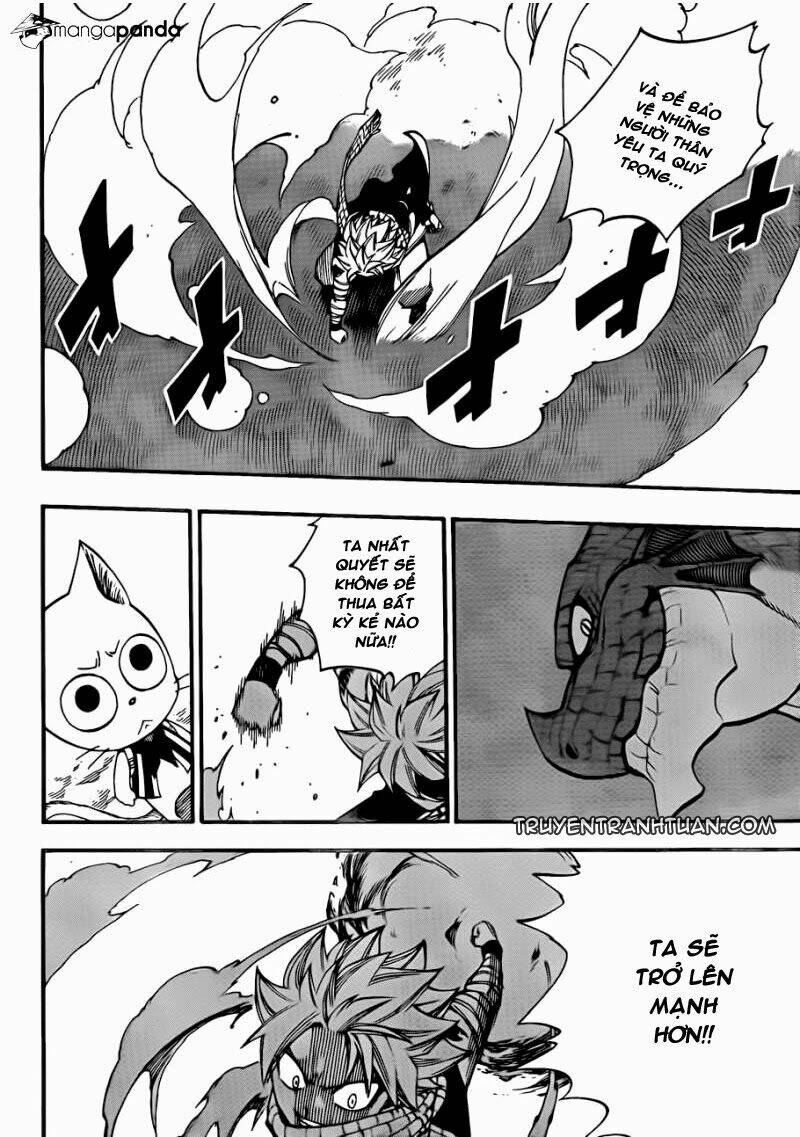 mangapanda
VÀ ĐỂ BẢO
VỆ NHỮNG
NGƯỜI THÂN
YÊU TA QUÝ
TRỌNG...
TA NHẤT
QUYẾT SẼ
KHÔNG ĐỂ
THUA BẤT
KỲ KẺ NÀO
NỮA!!
TRUYENTRANHTUAN.COM
TA SẼ
TRỞ LÊN
MẠNH
HƠN!!